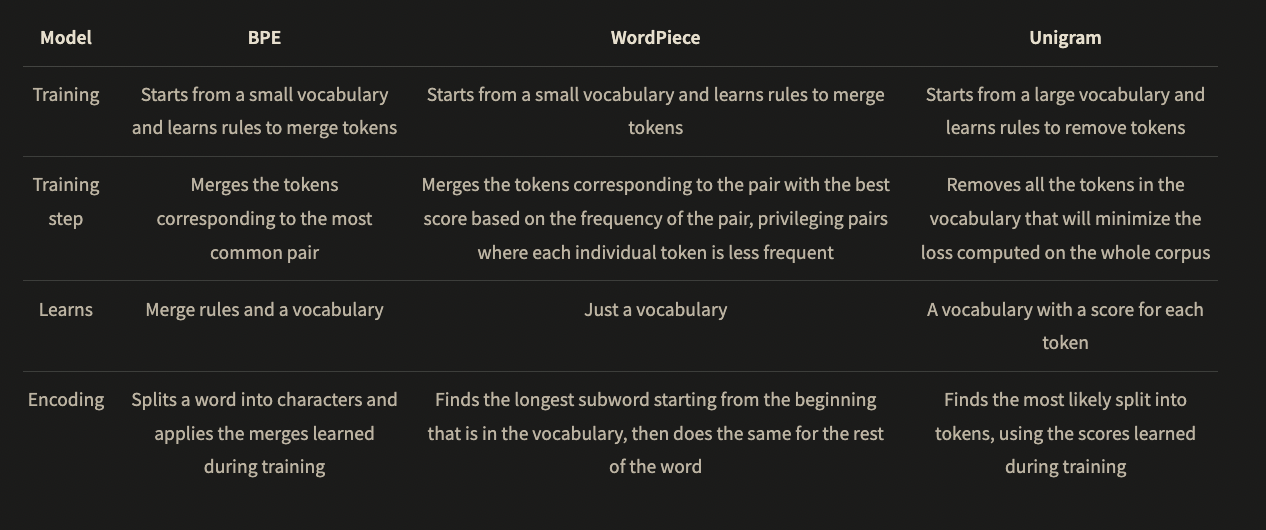 Model BPE WordPiece Unigram
Training Starts from a small vocabulary Starts from a small vocabulary and learns rules to merge Starts from a large vocabulary and
and learns rules to merge tokens tokens learns rules to remove tokens
Training Merges the tokens Merges the tokens corresponding to the pair with the best Removes all the tokens in the
step corresponding to the most score based on the frequency of the pair, privileging pairs vocabulary that will minimize the
common pair where each individual token is less frequent loss computed on the whole corpus
Learns Merge rules and a vocabulary Just a vocabulary A vocabulary with a score for each
token
Encoding Splits a word into characters and Finds the longest subword starting from the beginning Finds the most likely split into
applies the merges learned that is in the vocabulary, then does the same for the rest tokens, using the scores learned
during training of the word during training